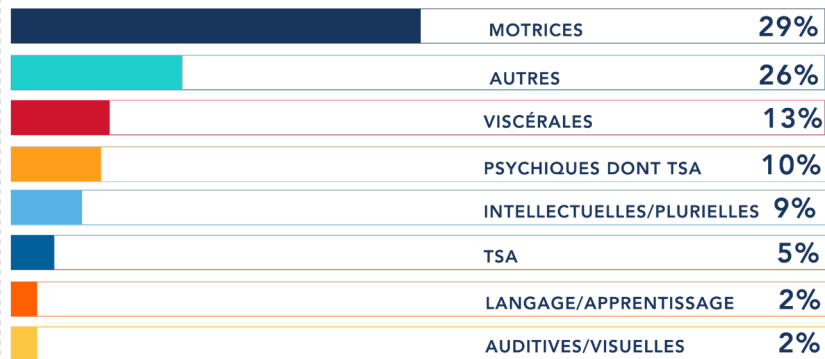 MOTRICES 29%
AUTRES 26%
VISCÉRALES 13%
PSYCHIQUES DONT TSA 10%
INTELLECTUELLES/PLURIELLES 9%
TSA 5%
LANGAGE/APPRENTISSAGE 2%
AUDITIVES/VISUELLES 2%